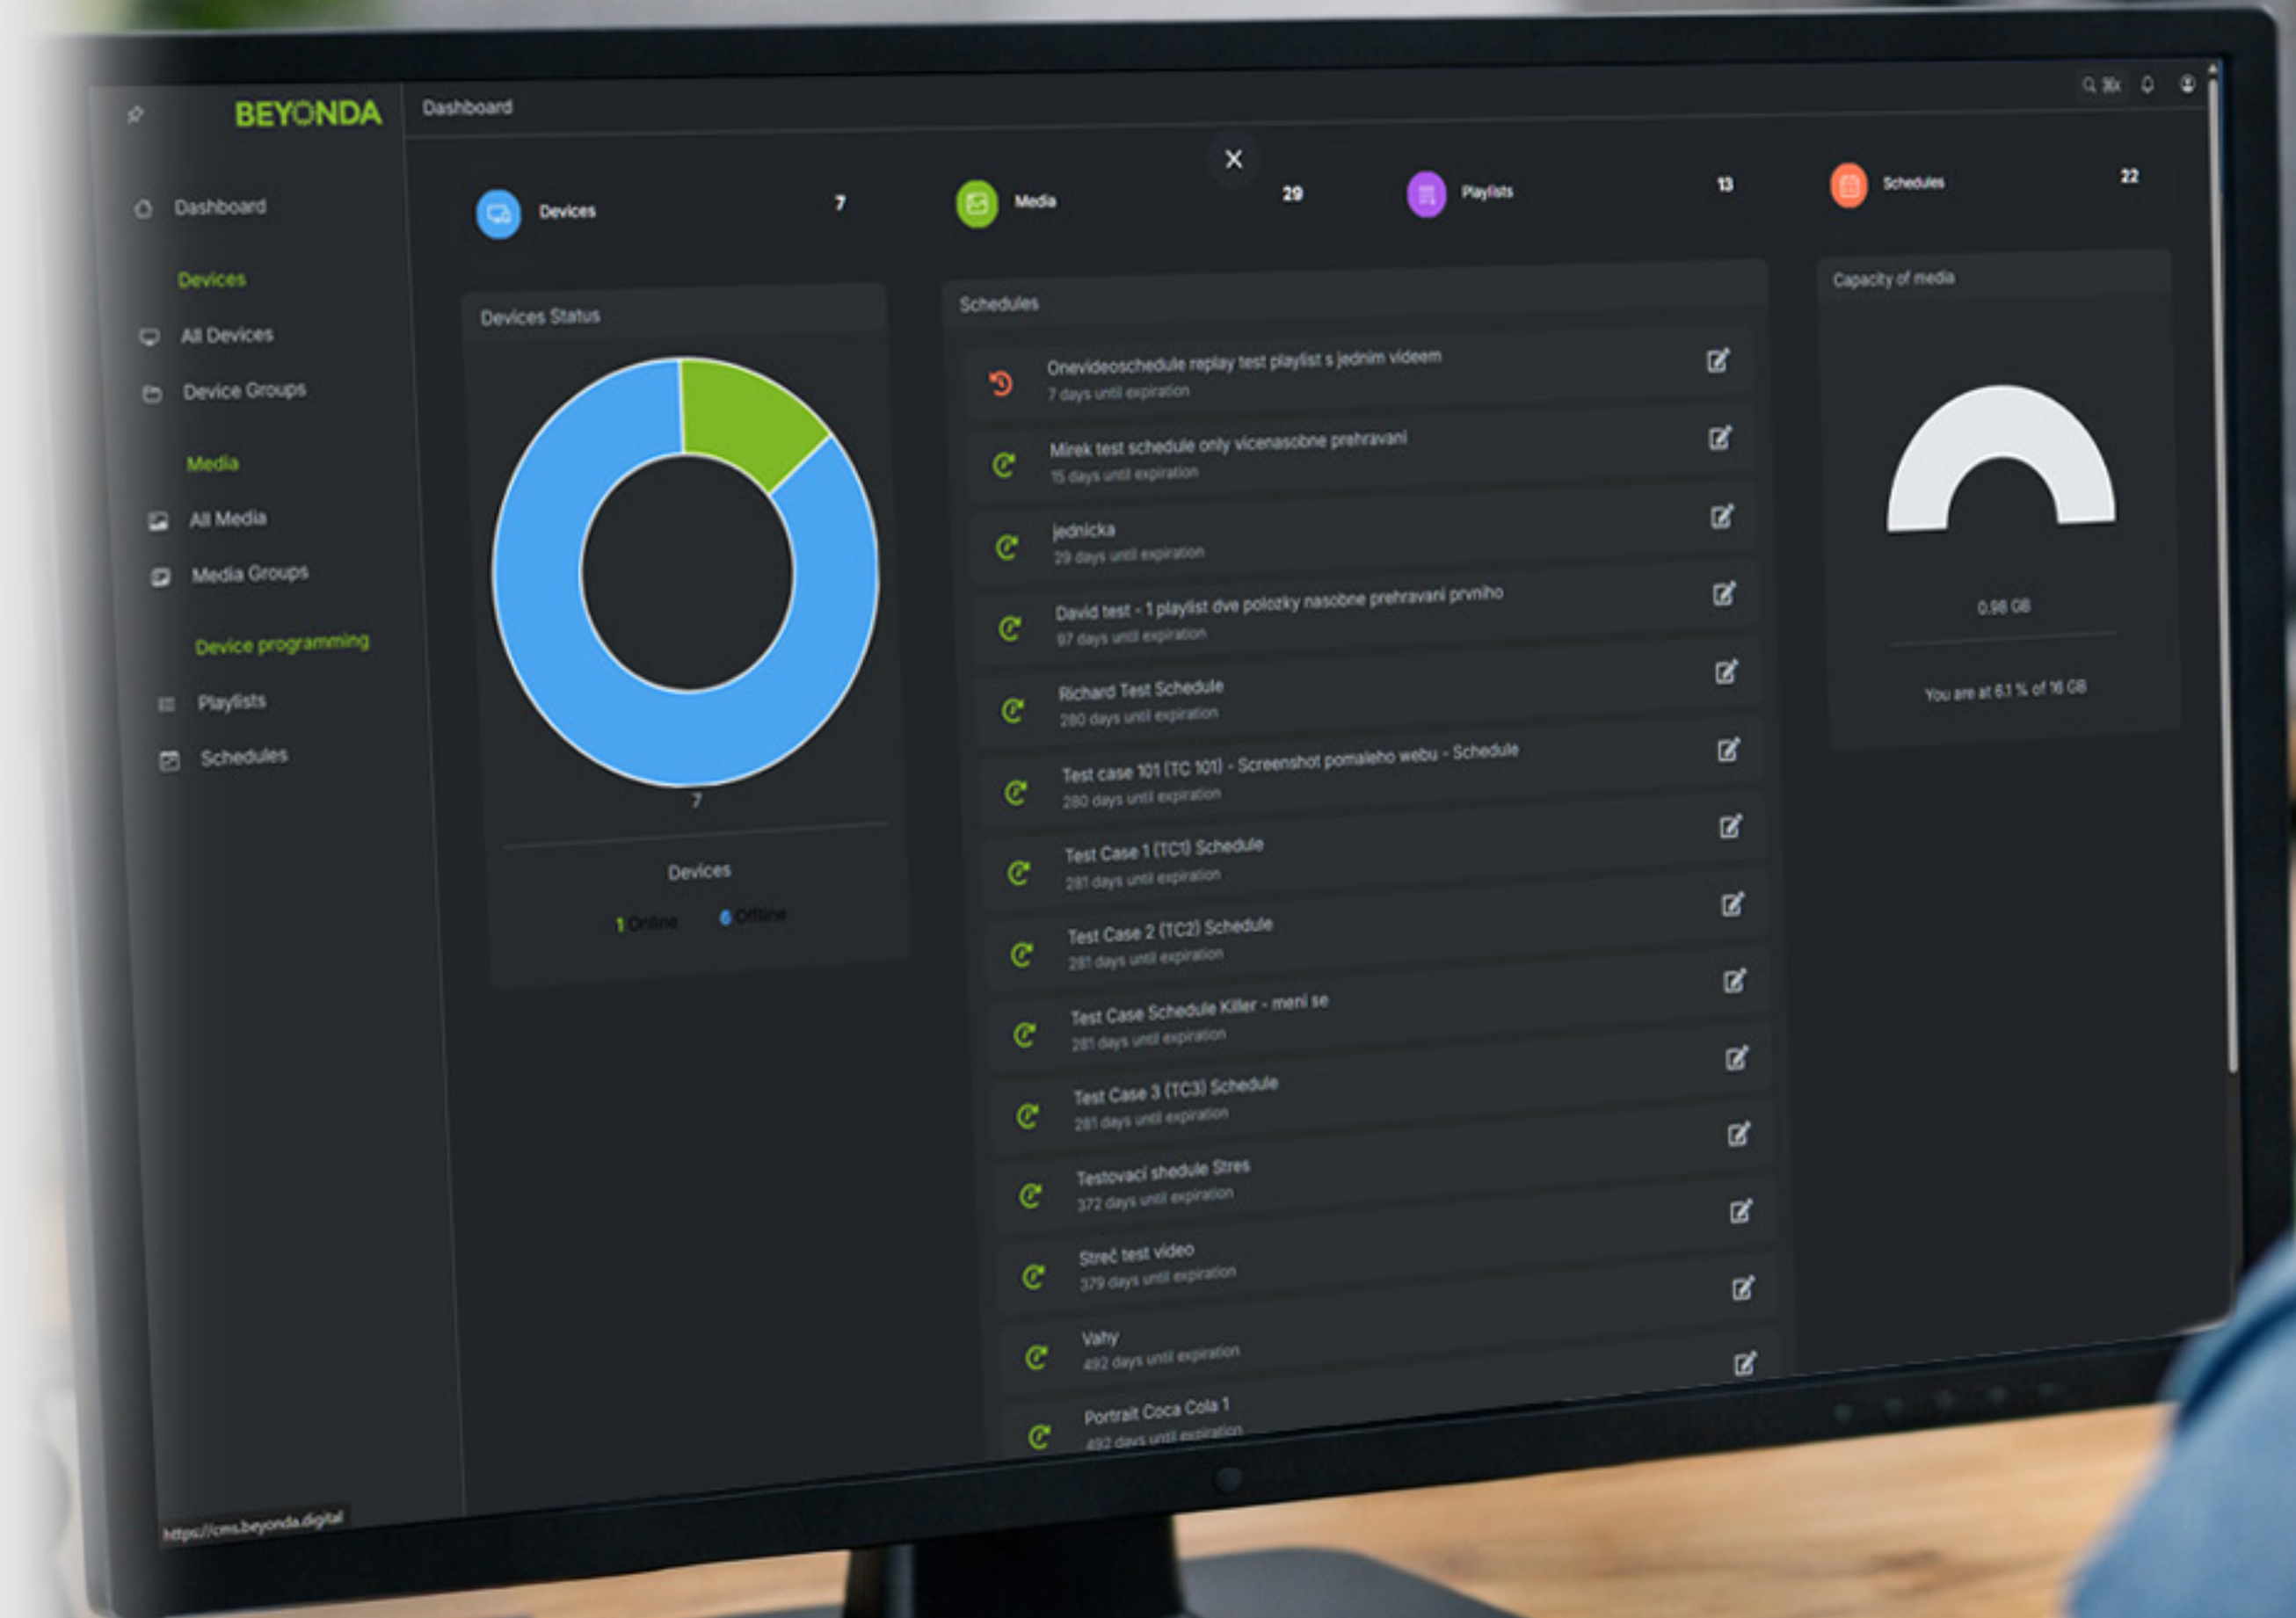 BEYONDA
Dashboard
Dashboard
Devices
All Devices
Device Groups
Media
All Media
Media Groups
Device programming
Playlists
Schedules
Devices 7
Media 29
Playlists 13
Schedules 22
Devices Status
7
Devices
1 Online 6 Offline
Schedules
Onevideoschedule replay test playlist s jednim videem
7 days until expiration
Mirek test schedule only vicenasobne prehravani
15 days until expiration
jednicka
29 days until expiration
David test - 1 playlist dve polozky nasobne prehravani prvniho
97 days until expiration
Richard Test Schedule
280 days until expiration
Test case 101 (TC 101) - Screenshot pomaleho webu - Schedule
280 days until expiration
Test Case 1 (TC1) Schedule
281 days until expiration
Test Case 2 (TC2) Schedule
281 days until expiration
Test Case Schedule Killer - meni se
281 days until expiration
Test Case 3 (TC3) Schedule
281 days until expiration
Testovací shedule Stres
372 days until expiration
Streč test video
379 days until expiration
Vahy
492 days until expiration
Portrait Coca Cola 1
492 days until expiration
Capacity of media
0.98 GB
You are at 6.1 % of 16 GB
https://cms.beyonda.digital